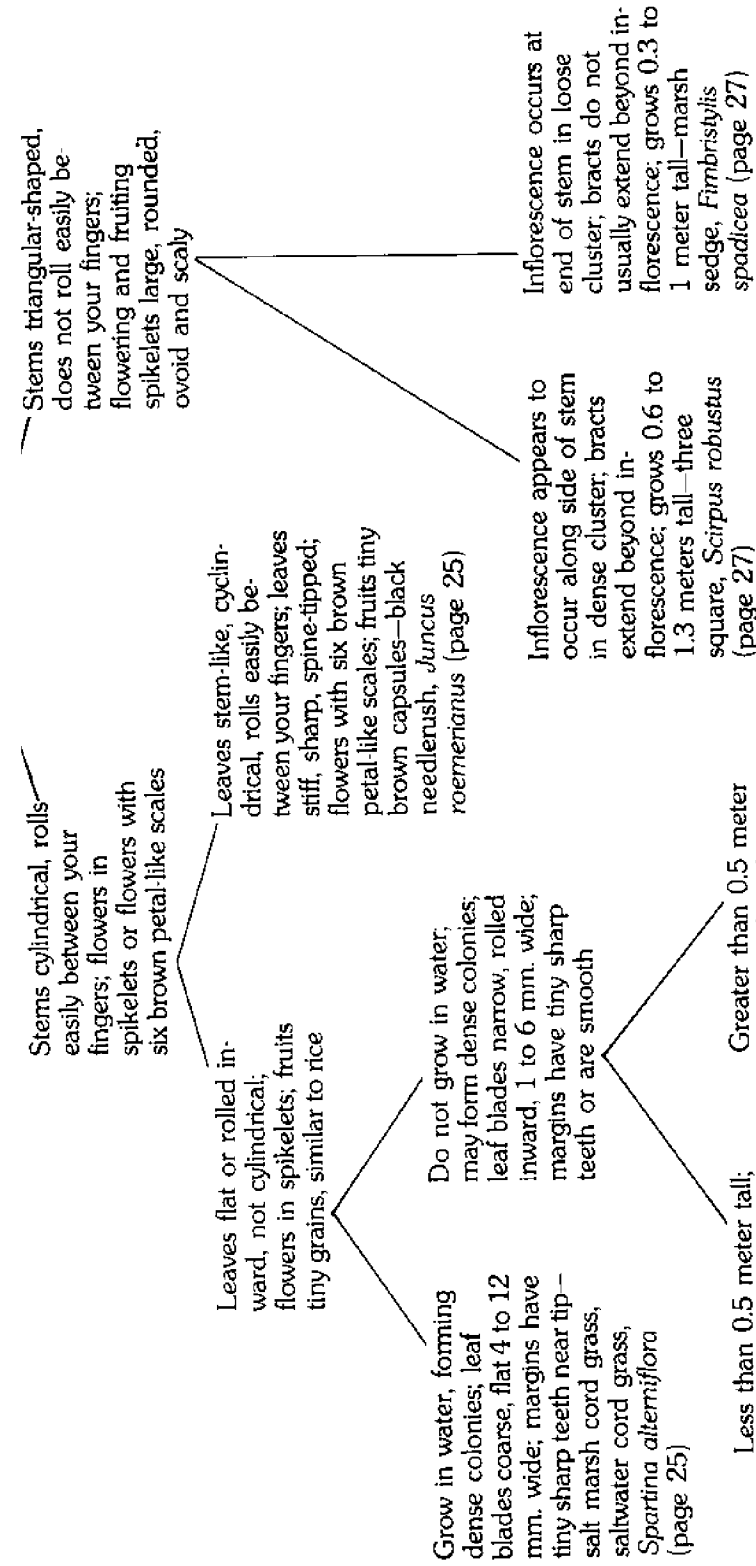 Stems cylindrical, rolls
easily between your
fingers; flowers in
spikelets or flowers with
six brown petal-like scales
Stems triangular-shaped,
does not roll easily be-
tween your fingers;
flowering and fruiting
spikelets large, rounded,
ovoid and scaly
Leaves flat or rolled in-
ward, not cylindrical;
flowers in spikelets; fruits
tiny grains, similar to rice
Leaves stem-like, cyclin-
drical, rolls easily be-
tween your fingers; leaves
stiff, sharp, spine-tipped;
flowers with six brown
petal-like scales; fruits tiny
brown capsules—black
needlerush, Juncus
roemerianus (page 25)
Grow in water, forming
dense colonies; leaf
blades coarse, flat 4 to 12
mm. wide; margins have
tiny sharp teeth near tip—
salt marsh cord grass,
saltwater cord grass,
Spartina alterniflora
(page 25)
Do not grow in water;
may form dense colonies;
leaf blades narrow, rolled
inward, 1 to 6 mm. wide;
margins have tiny sharp
teeth or are smooth
Inflorescence appears to
occur along side of stem
in dense cluster; bracts
extend beyond in-
florescence; grows 0.6 to
1.3 meters tall—three
square, Scirpus robustus
(page 27)
Inflorescence occurs at
end of stem in loose
cluster; bracts do not
usually extend beyond in-
florescence; grows 0.3 to
1 meter tall—marsh
sedge, Fimbristylis
spadicea (page 27)
Less than 0.5 meter tall;
Greater than 0.5 meter